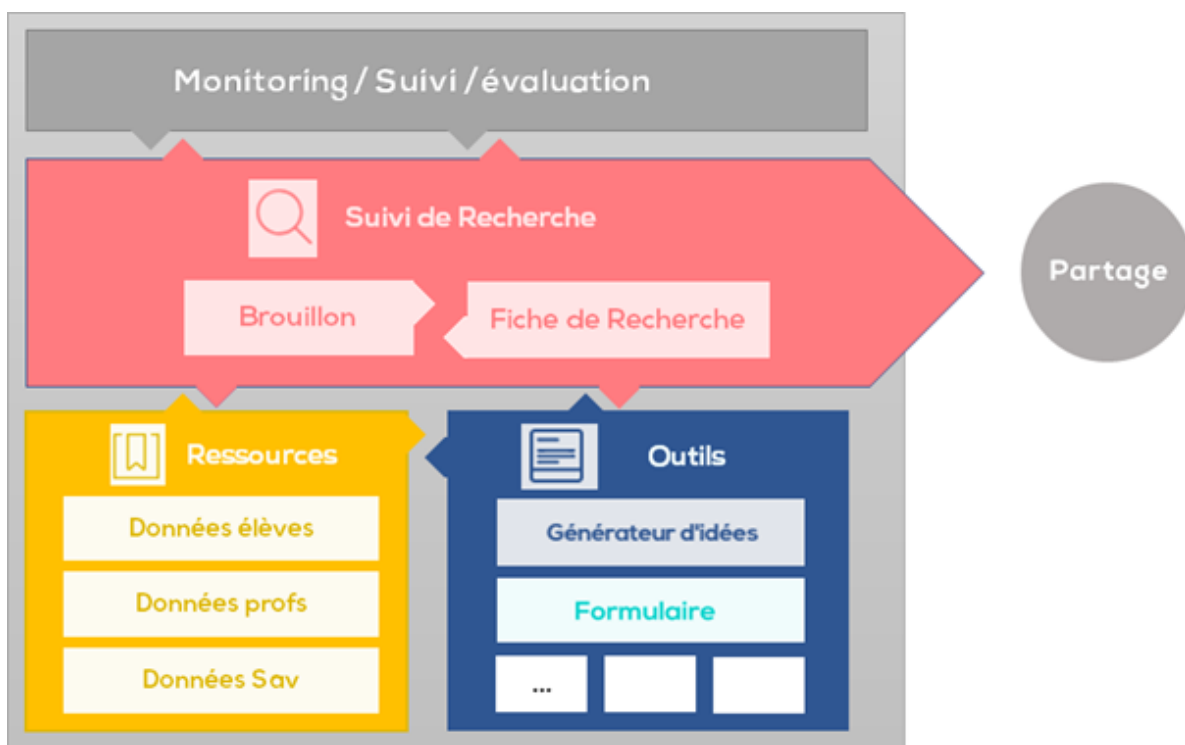 Monitoring / Suivi /évaluation
Suivi de Recherche
Brouillon
Fiche de Recherche
Partage
Ressources
Données élèves
Données profs
Données Sav
Outils
Générateur d'idées
Formulaire
...